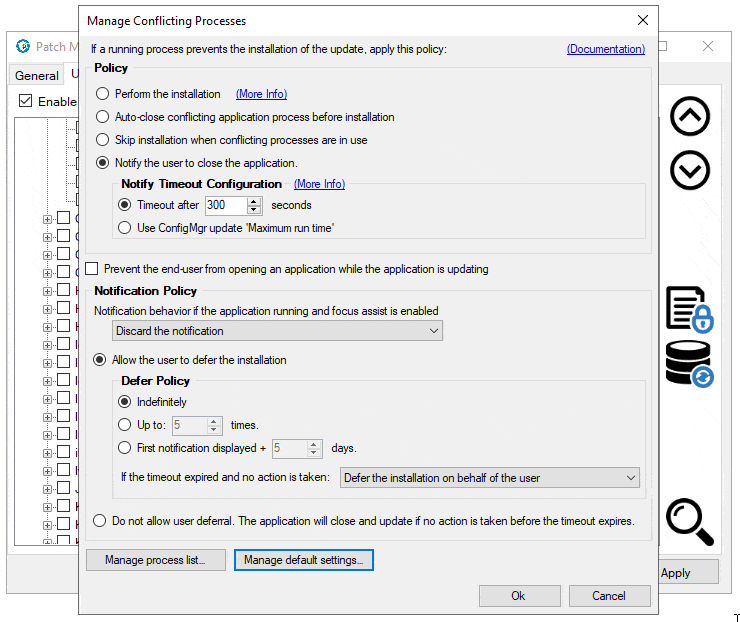 Manage Conflicting Processes
Patch M
General U
Enable
If a running process prevents the installation of the update, apply this policy: (Documentation)
Policy
Perform the installation (More Info)
Auto-close conflicting application process before installation
Skip installation when conflicting processes are in use
Notify the user to close the application.
Notify Timeout Configuration (More Info)
Timeout after 300 seconds
Use ConfigMgr update 'Maximum run time'
Prevent the end-user from opening an application while the application is updating
Notification Policy
Notification behavior if the application running and focus assist is enabled
Discard the notification
Allow the user to defer the installation
Defer Policy
Indefinitely
Up to: 5 times.
First notification displayed + 5 days.
If the timeout expired and no action is taken: Defer the installation on behalf of the user
Do not allow user deferral. The application will close and update if no action is taken before the timeout expires.
Manage process list... Manage default settings...
Apply
Ok Cancel